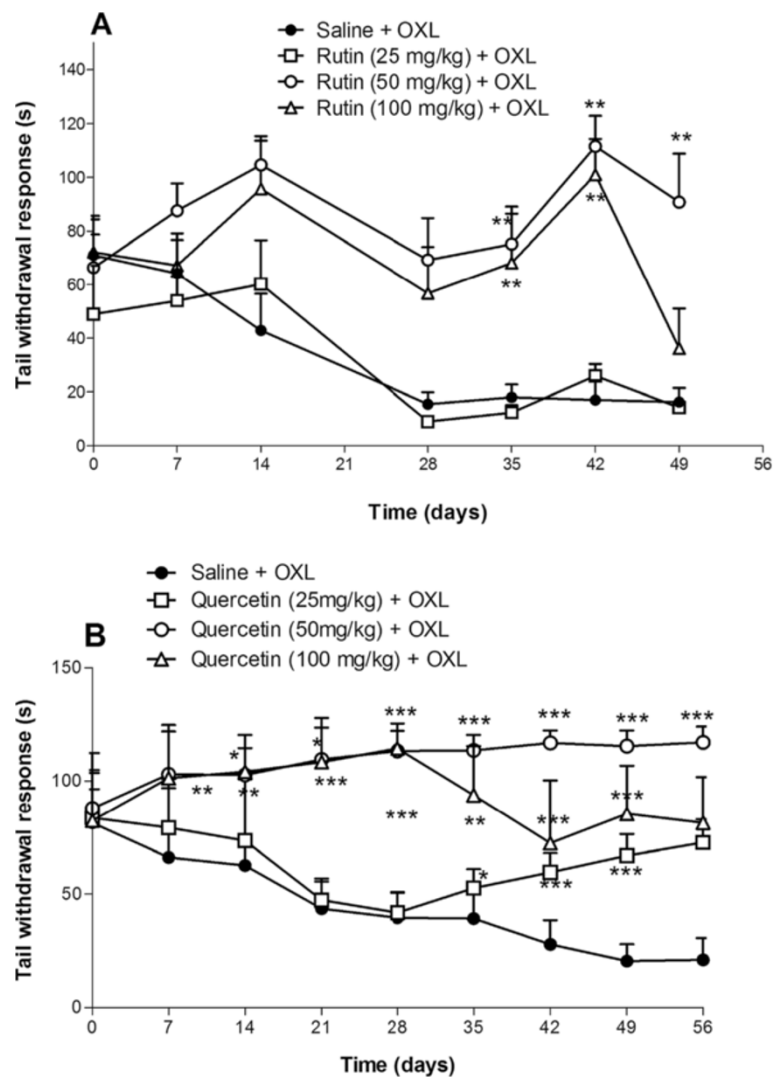 A
Saline + OXL
Rutin (25 mg/kg) + OXL
Rutin (50 mg/kg) + OXL
Rutin (100 mg/kg) + OXL
Tail withdrawal response (s)
140
120
100
80
60
40
20
0
** ** **
** **
0 7 14 21 28 35 42 49 56
Time (days)
B
Saline + OXL
Quercetin (25mg/kg) + OXL
Quercetin (50mg/kg) + OXL
Quercetin (100 mg/kg) + OXL
Tail withdrawal response (s)
150
100
50
0
* * *** *** *** *** ***
** ** *** *** ** *** ***
* *** ***
0 7 14 21 28 35 42 49 56
Time (days)